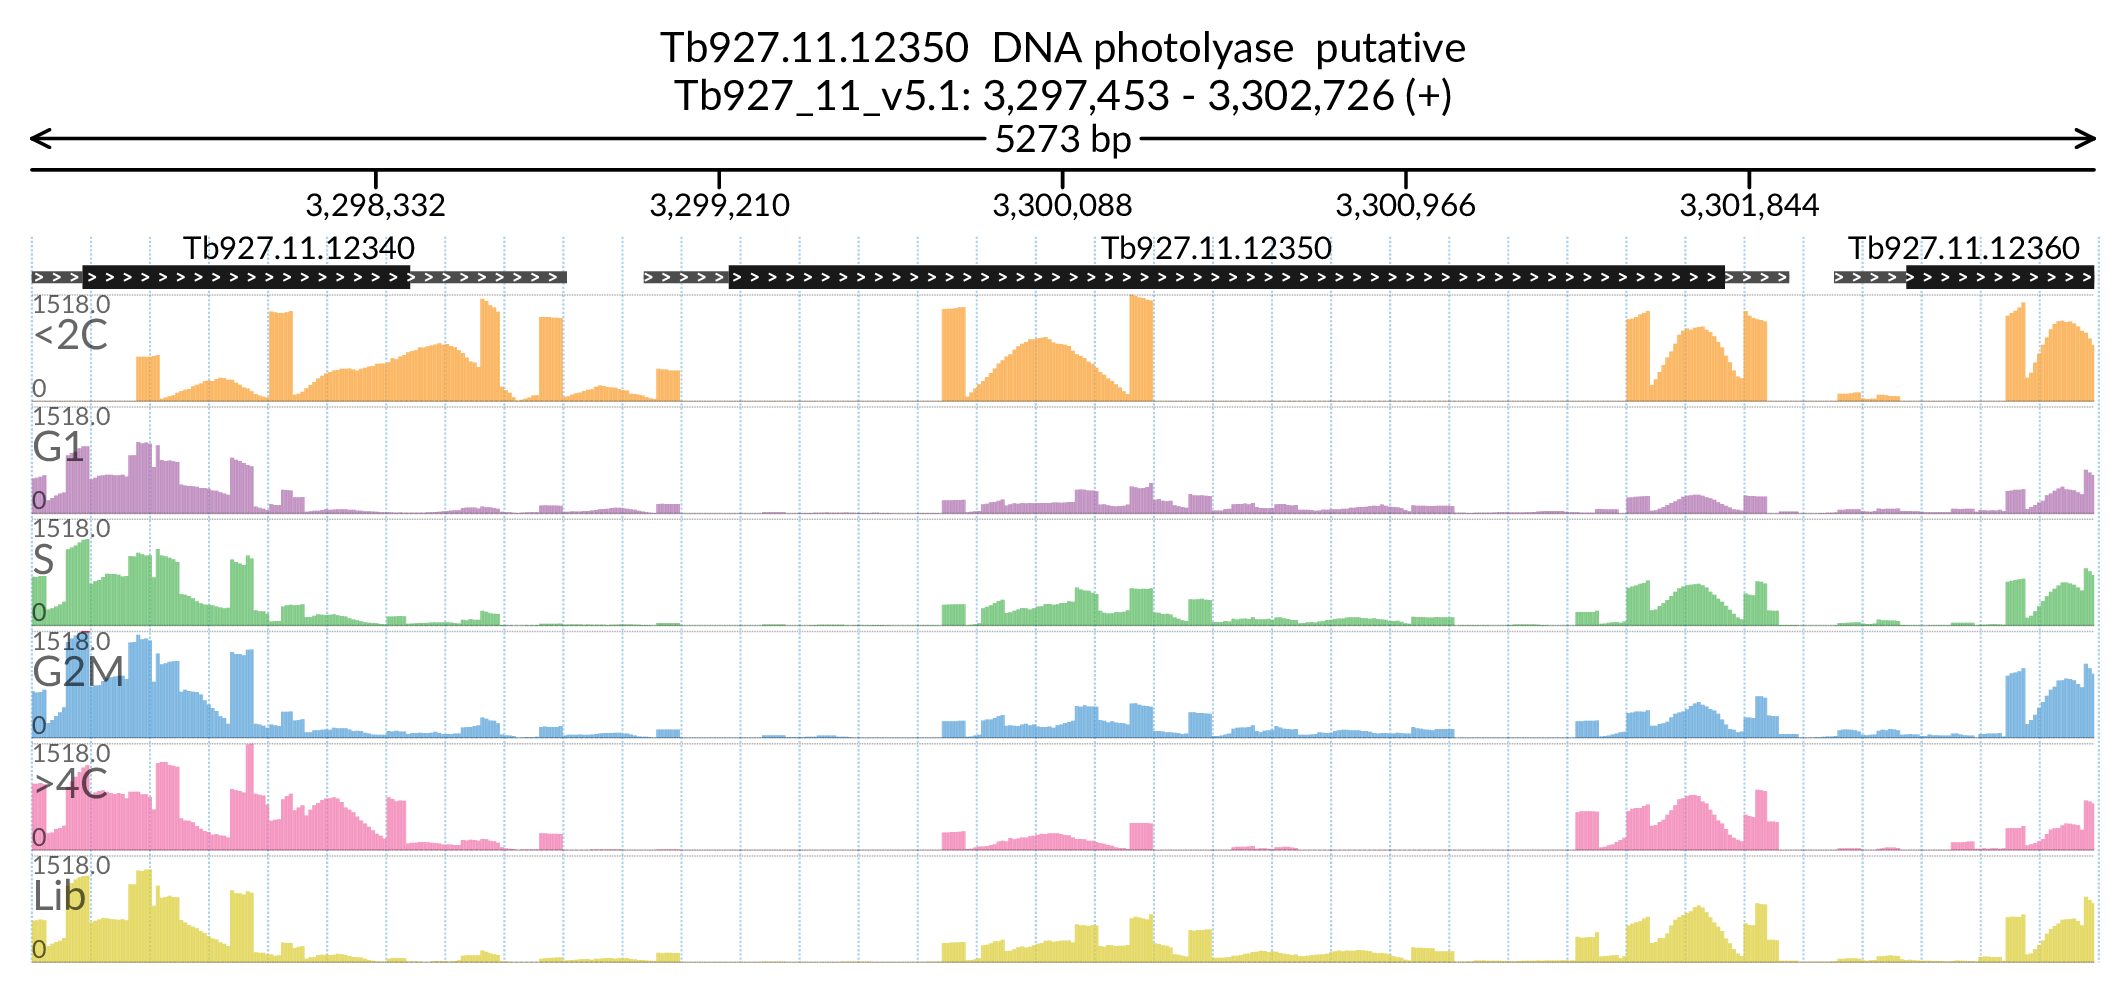 Tb927.11.12350 DNA photolyase putative
Tb927_11_v5.1: 3,297,453 - 3,302,726 (+)
5273 bp
3,298,332 3,299,210 3,300,088 3,300,966 3,301,844
Tb927.11.12340 Tb927.11.12350 Tb927.11.12360
1518.0
<2C
0
1518.0
G1
0
1518.0
S
0
1518.0
G2M
0
1518.0
>4C
0
1518.0
Lib
0